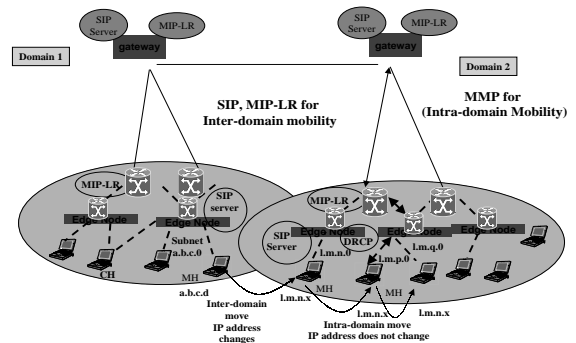 SIP
Server
MIP-LR
gateway
Domain 1
SIP
Server
MIP-LR
gateway
Domain 2
SIP, MIP-LR for
Inter-domain mobility
MMP for
(Intra-domain Mobility)
MIP-LR
SIP
server
Edge Node
Edge Node
Subnet
a.b.c.0
CH
MH
a.b.c.d
MIP-LR
Edge Node
Edge Node
Edge Node
SIP
Server
DRCP
l.m.n.0
l.m.p.0
l.m.q.0
MH
MH
l.m.n.x
l.m.n.x
l.m.n.x
Inter-domain
move
IP address
changes
Intra-domain move
IP address does not change